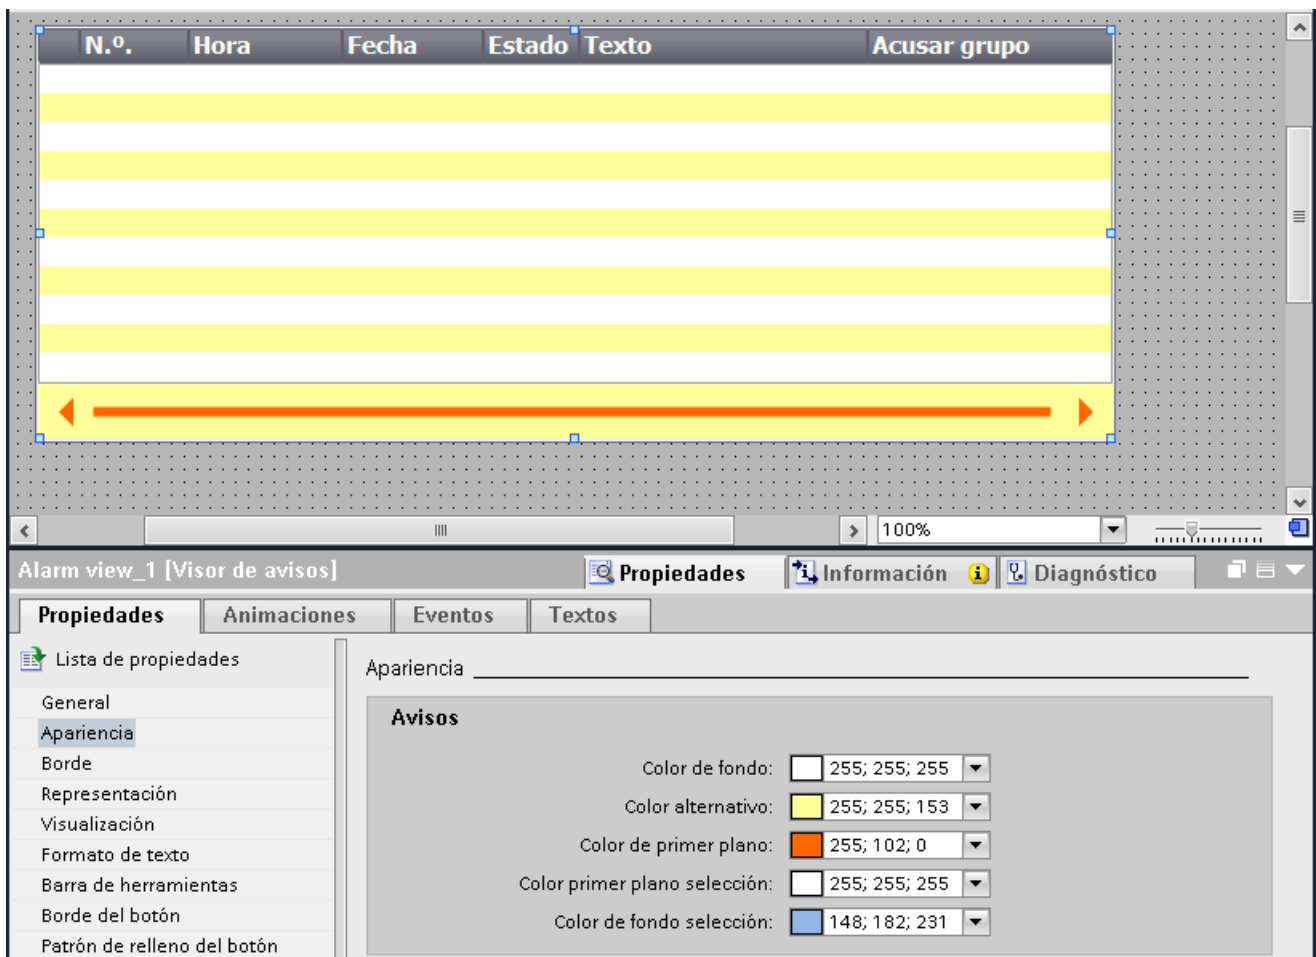 N.º. Hora Fecha Estado Texto Acusar grupo
100%
Alarm view_1 [Visor de avisos] Propiedades Información Diagnóstico
Propiedades Animaciones Eventos Textos
Lista de propiedades
General
Apariencia
Borde
Representación
Visualización
Formato de texto
Barra de herramientas
Borde del botón
Patrón de relleno del botón
Apariencia
Avisos
Color de fondo: 255; 255; 255
Color alternativo: 255; 255; 153
Color de primer plano: 255; 102; 0
Color primer plano selección: 255; 255; 255
Color de fondo selección: 148; 182; 231